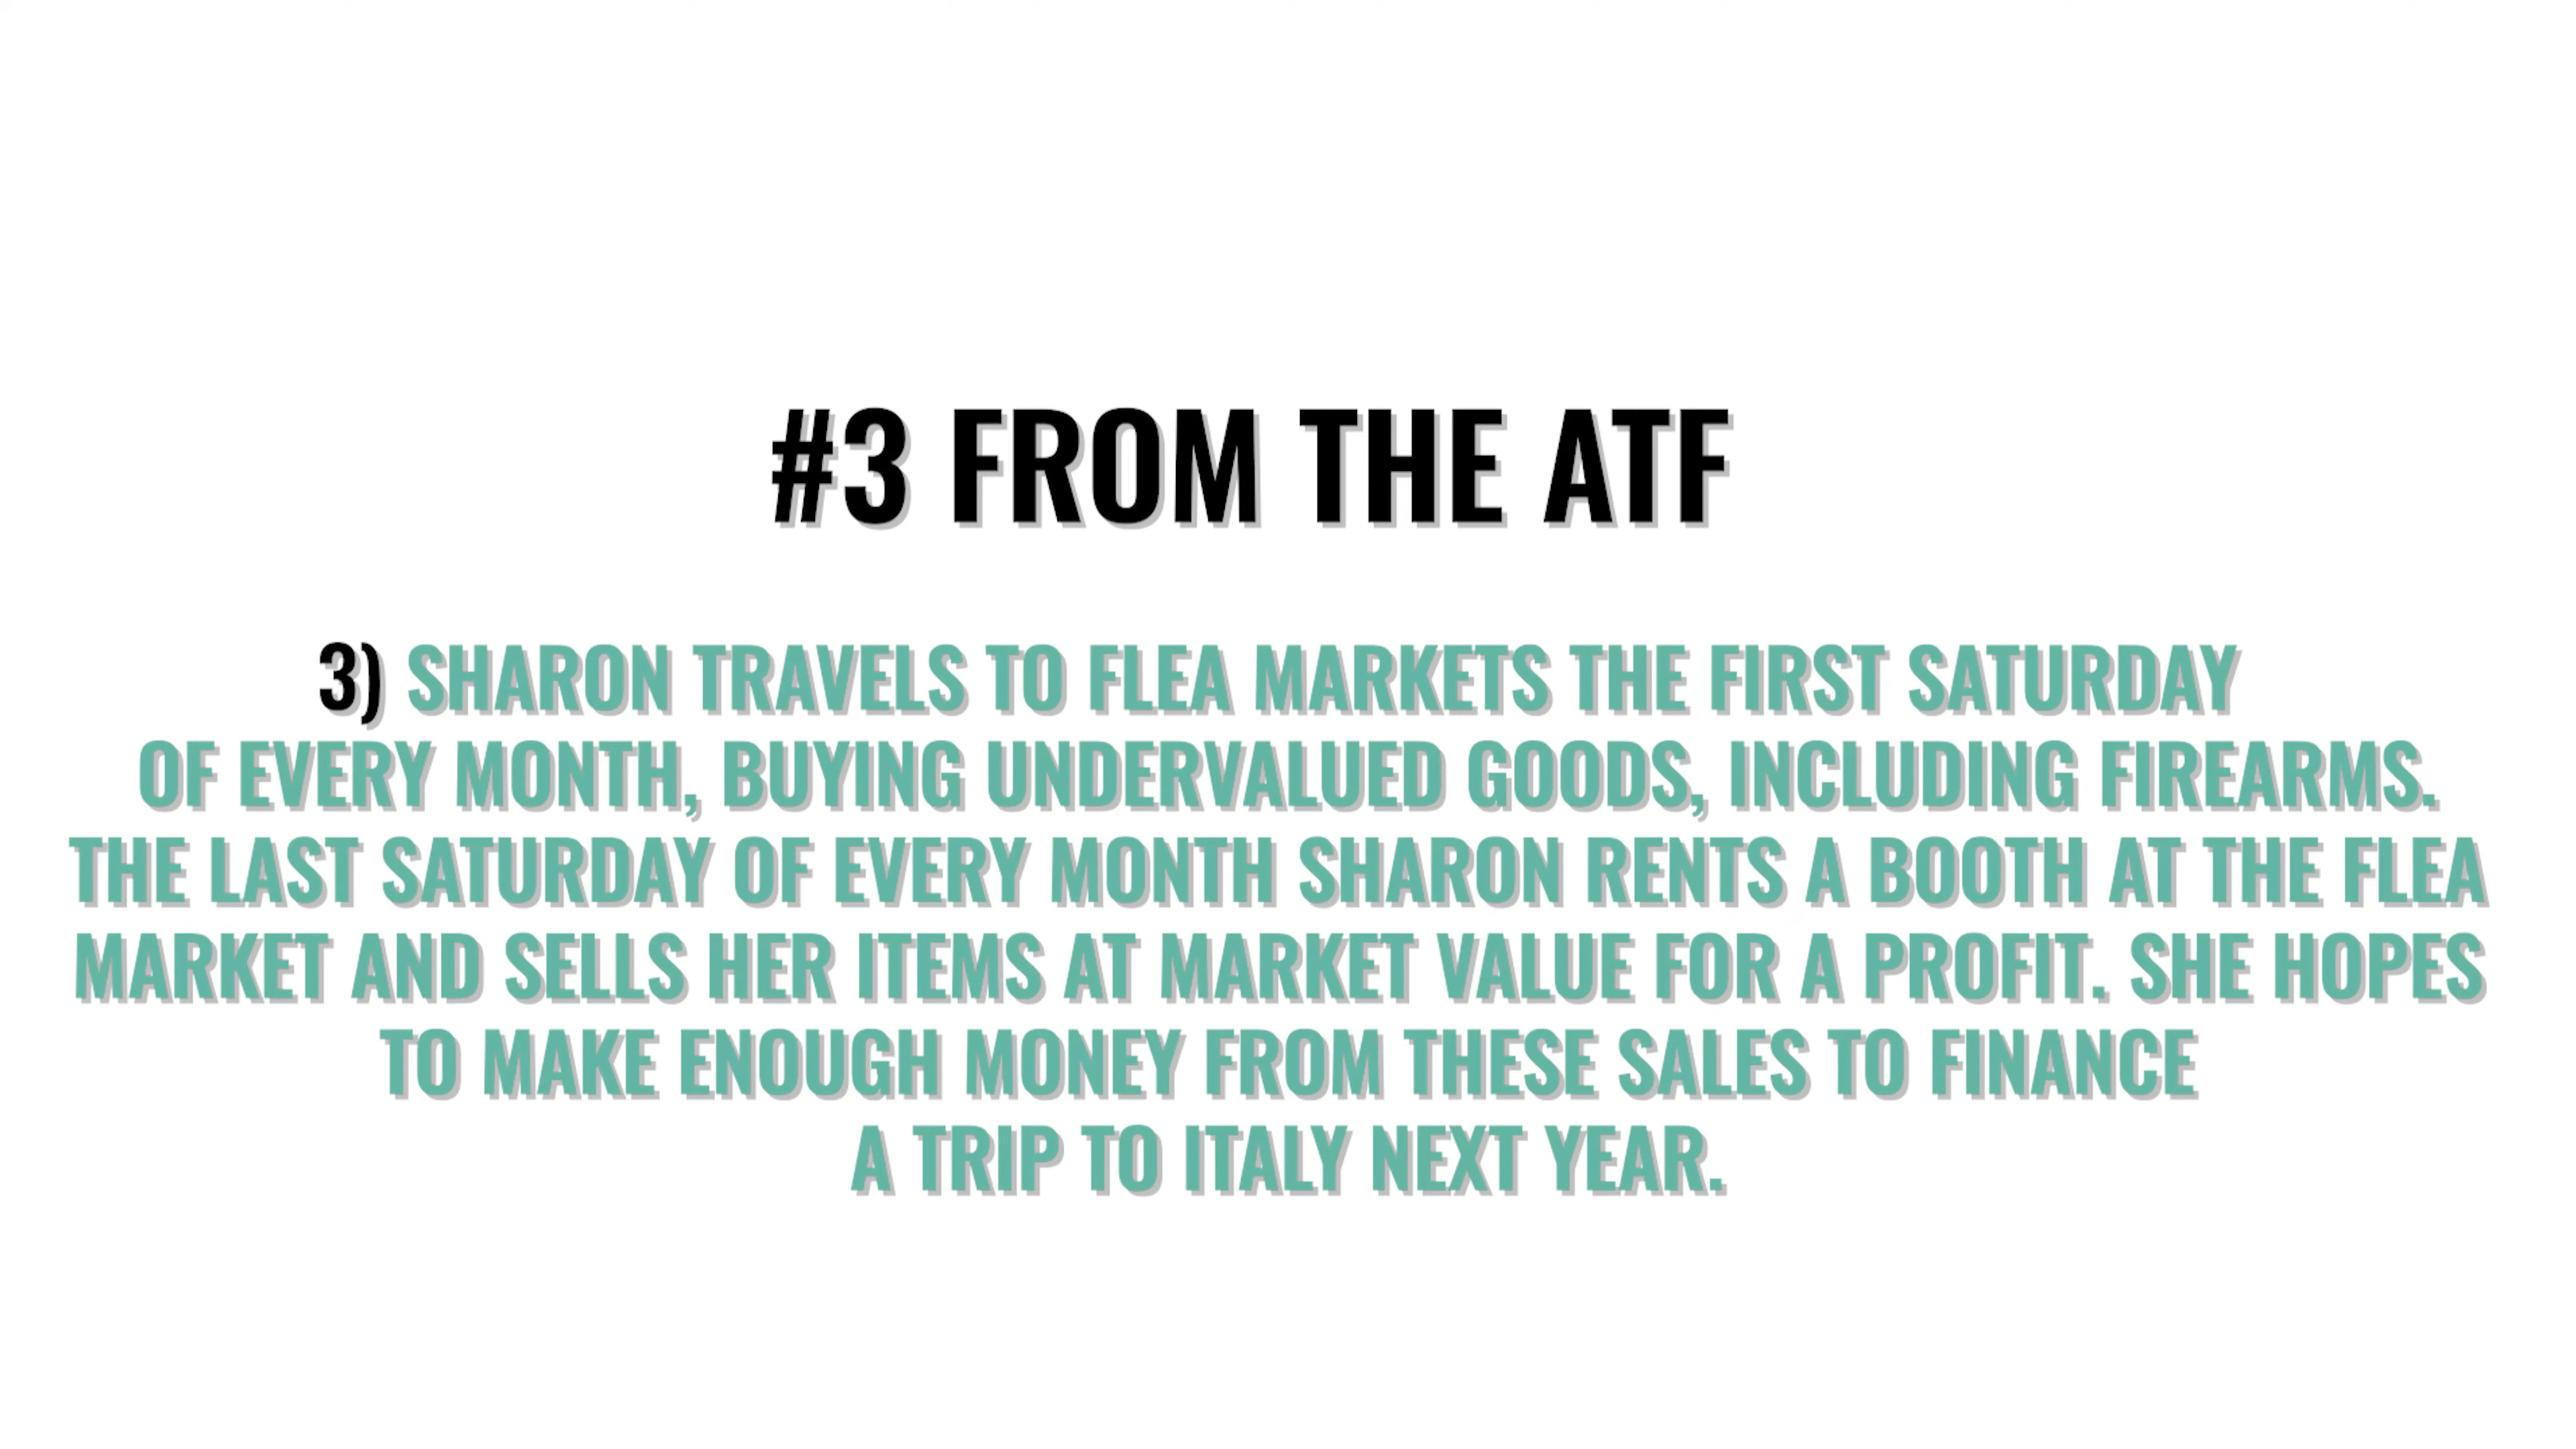 #3 FROM THE ATF
3) SHARON TRAVELS TO FLEA MARKETS THE FIRST SATURDAY
OF EVERY MONTH, BUYING UNDERVALUED GOODS, INCLUDING FIREARMS.
THE LAST SATURDAY OF EVERY MONTH SHARON RENTS A BOOTH AT THE FLEA
MARKET AND SELLS HER ITEMS AT MARKET VALUE FOR A PROFIT. SHE HOPES
TO MAKE ENOUGH MONEY FROM THESE SALES TO FINANCE
A TRIP TO ITALY NEXT YEAR.